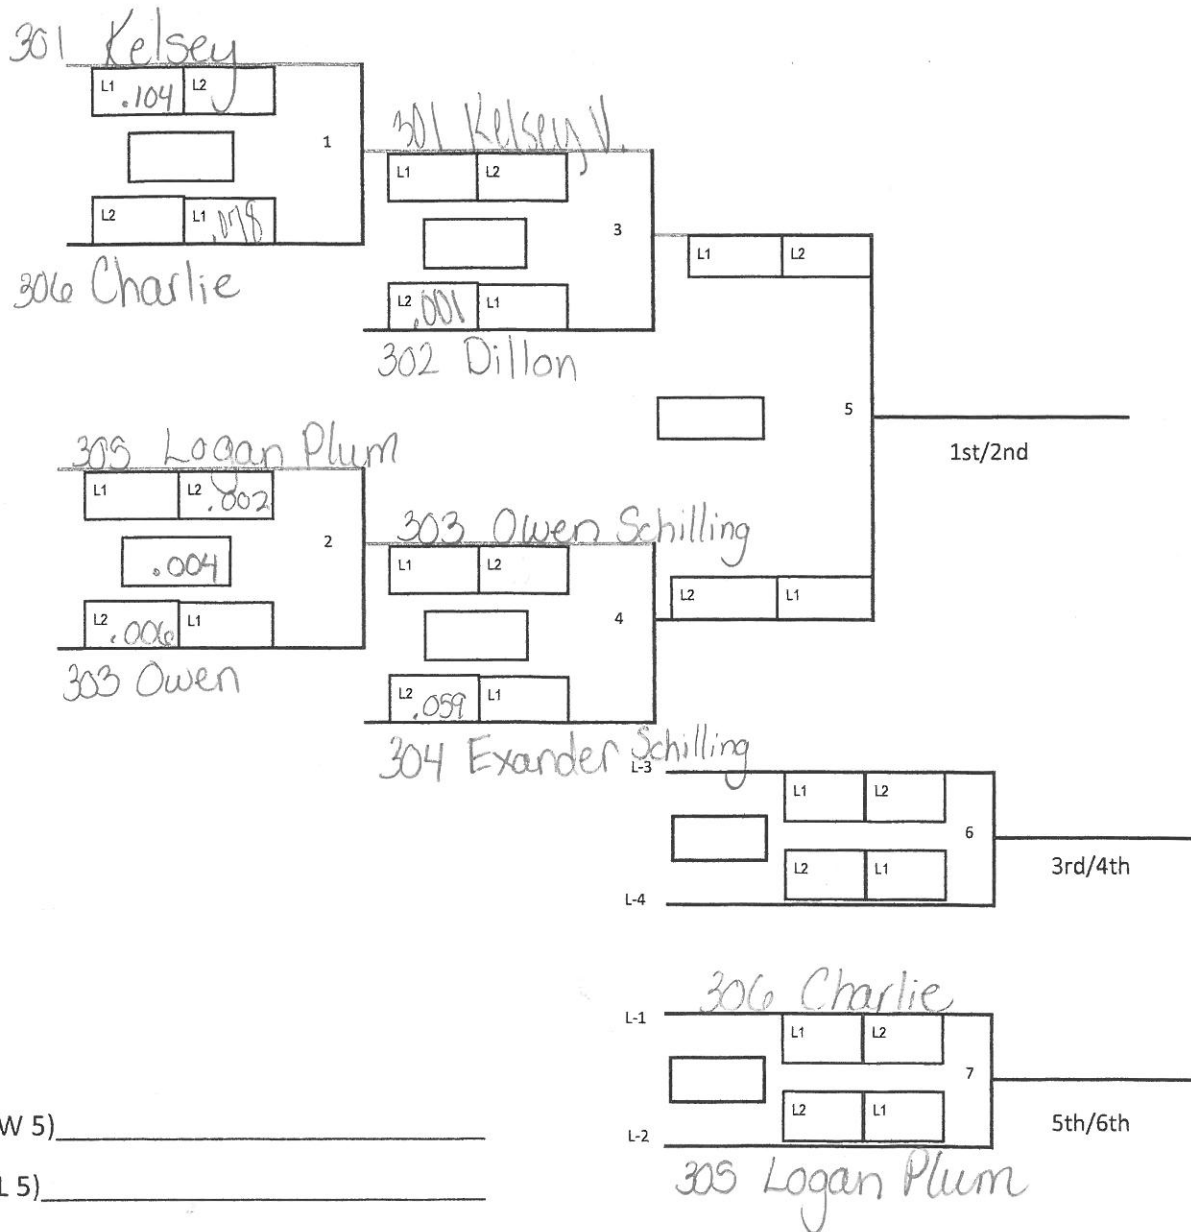 301 Kelsey
L1 .104 L2
1
L2 L1 .078
306 Charlie
301 Kelsey V.
L1 L2
3
L2 .001 L1
302 Dillon
L1 L2
5
1st/2nd
L2 L1
305 Logan Plum
L1 L2 .002
.004
2
L2 .006 L1
303 Owen
303 Owen Schilling
L1 L2
4
L2 .059 L1
304 Exander Schilling
L-3
L1 L2
6
3rd/4th
L2 L1
L-4
306 Charlie
L-1
L1 L2
7
5th/6th
L2 L1
L-2
305 Logan Plum
W 5)
L 5)